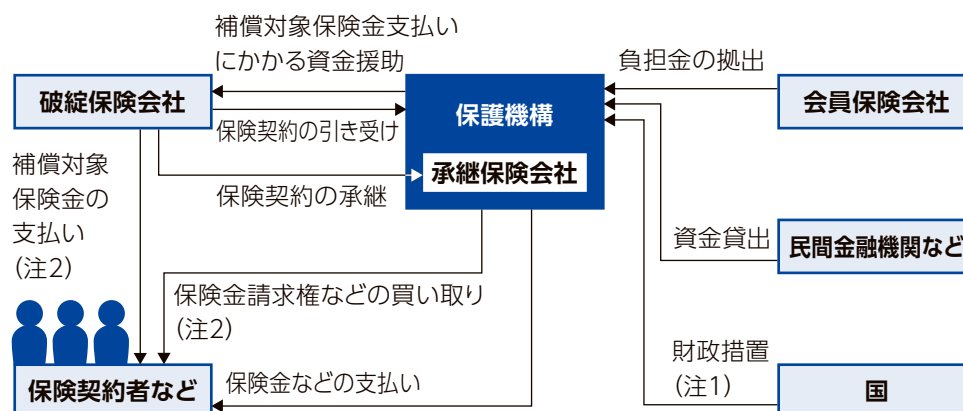 補償対象保険金支払い
にかかる資金援助
負担金の拠出
破綻保険会社
保護機構
会員保険会社
保険契約の引き受け
補償対象
保険金の
支払い
(注2)
承継保険会社
保険契約の承継
資金貸出
民間金融機関など
保険金請求権などの買い取り
(注2)
財政措置
(注1)
保険契約者など
保険金などの支払い
国